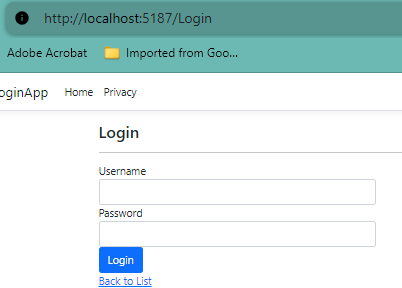 http://localhost:5187/Login
Adobe Acrobat Imported from Goo...
oginApp Home Privacy
Login
Username
Password
Login
Back to List